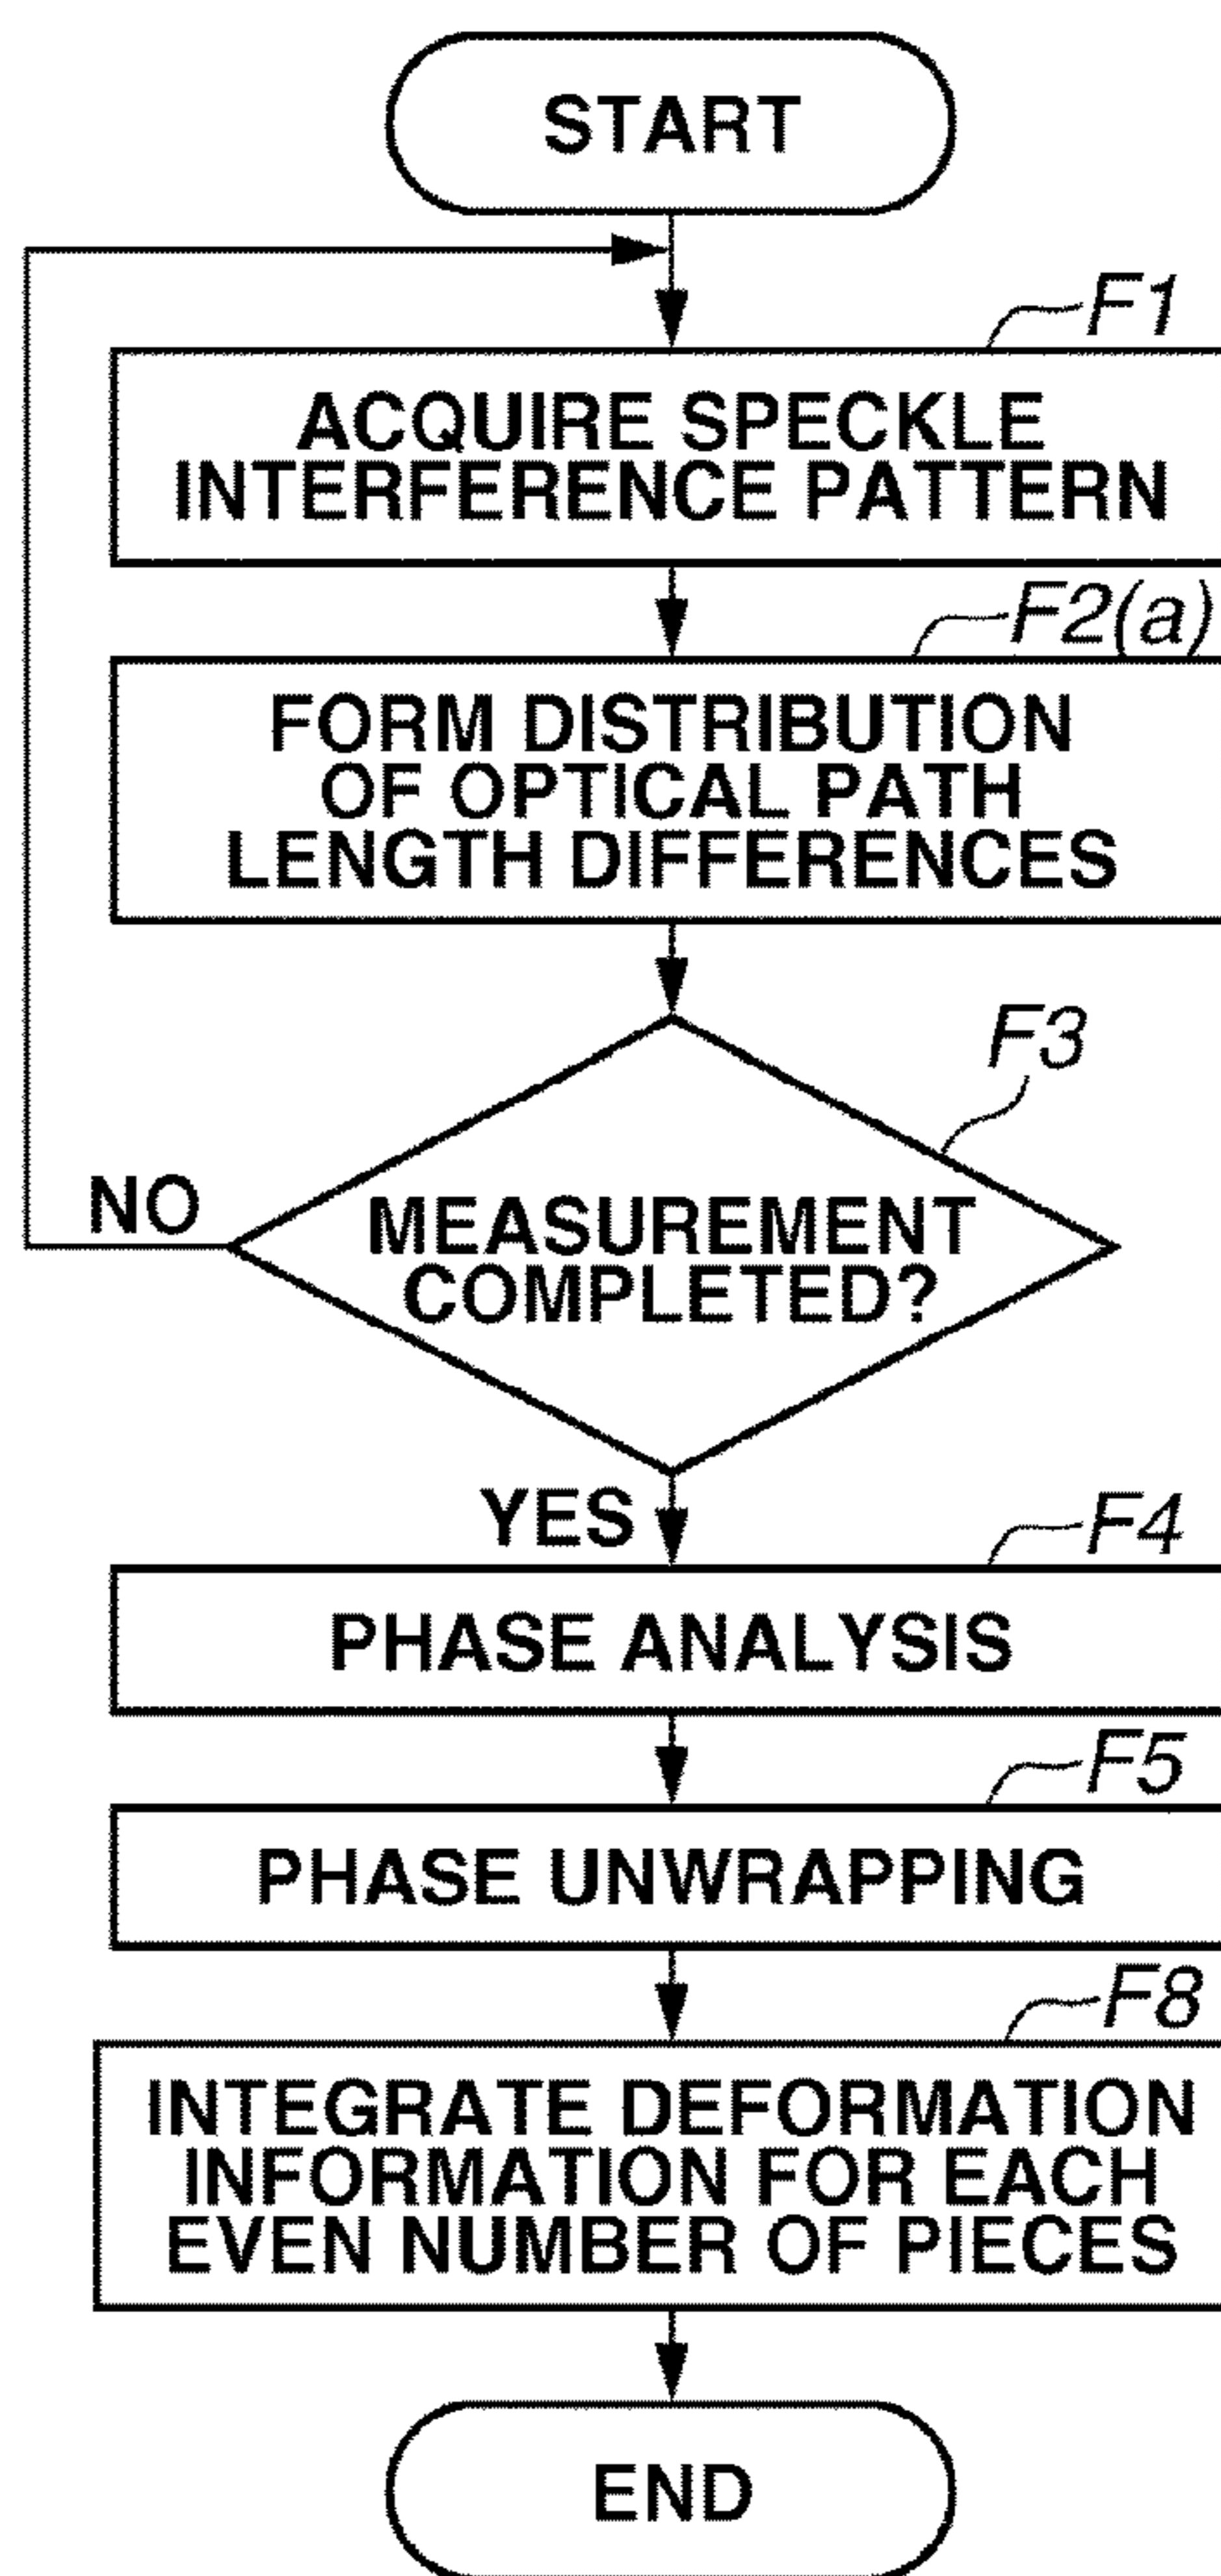 START
F1
ACQUIRE SPECKLE
INTERFERENCE PATTERN
F2(a)
FORM DISTRIBUTION
OF OPTICAL PATH
LENGTH DIFFERENCES
F3
NO
MEASUREMENT
COMPLETED?
YES
F4
PHASE ANALYSIS
F5
PHASE UNWRAPPING
F8
INTEGRATE DEFORMATION
INFORMATION FOR EACH
EVEN NUMBER OF PIECES
END